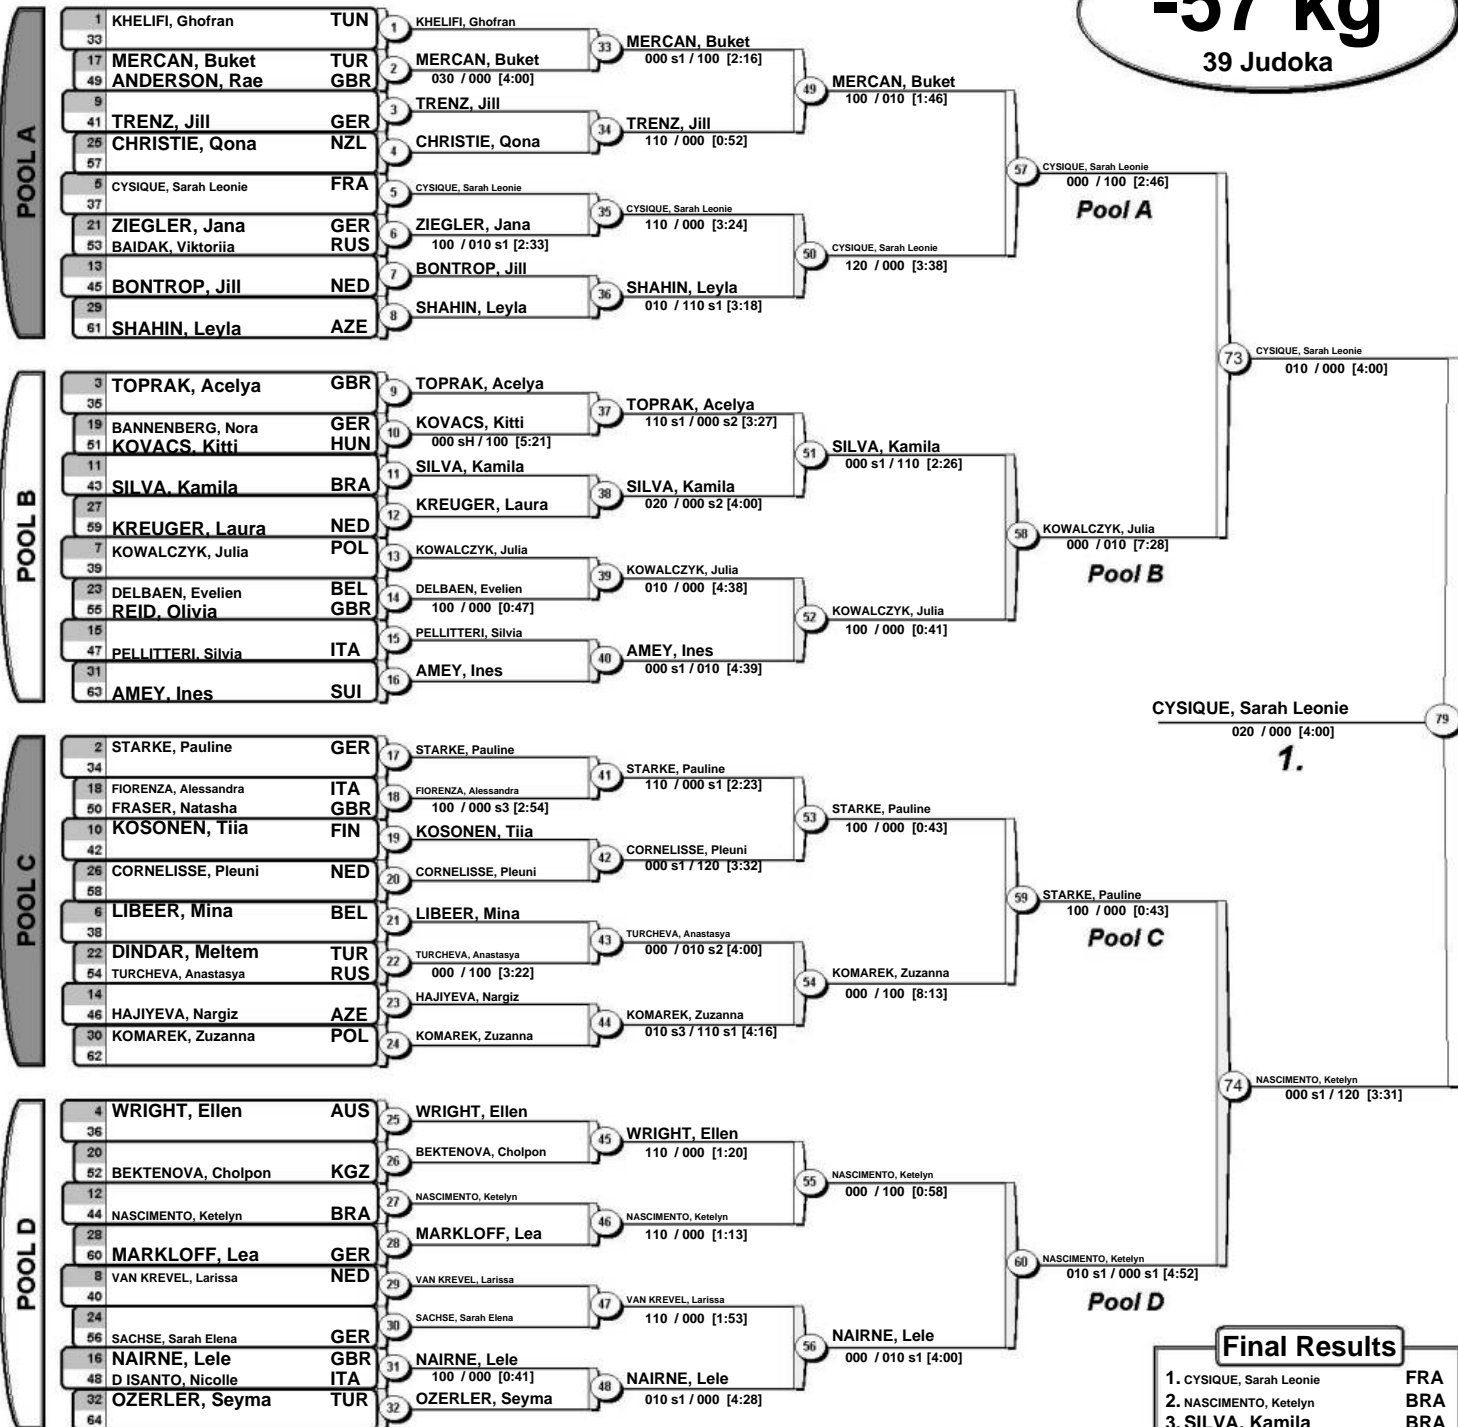 -57 kg
39 Judoka
POOL A
1 KHELIFI, Ghofran TUN
33
17 MERCAN, Buket TUR
49 ANDERSON, Rae GBR
9
41 TRENZ, Jill GER
25 CHRISTIE, Qona NZL
57
5 CYSIQUE, Sarah Leonie FRA
37
21 ZIEGLER, Jana GER
53 BAIDAK, Viktoriia RUS
13
45 BONTROP, Jill NED
29
61 SHAHIN, Leyla AZE
1 KHELIFI, Ghofran
2 MERCAN, Buket
030 / 000 [4:00]
3 TRENZ, Jill
4 CHRISTIE, Qona
5 CYSIQUE, Sarah Leonie
6 ZIEGLER, Jana
100 / 010 s1 [2:33]
7 BONTROP, Jill
8 SHAHIN, Leyla
33 MERCAN, Buket
000 s1 / 100 [2:16]
34 TRENZ, Jill
110 / 000 [0:52]
35 CYSIQUE, Sarah Leonie
110 / 000 [3:24]
36 SHAHIN, Leyla
010 / 110 s1 [3:18]
49 MERCAN, Buket
100 / 010 [1:46]
50 CYSIQUE, Sarah Leonie
120 / 000 [3:38]
57 CYSIQUE, Sarah Leonie
000 / 100 [2:46]
Pool A
POOL B
3 TOPRAK, Acelya GBR
35
19 BANNENBERG, Nora GER
51 KOVACS, Kitti HUN
11
43 SILVA, Kamila BRA
27
59 KREUGER, Laura NED
7 KOWALCZYK, Julia POL
39
23 DELBAEN, Evelien BEL
55 REID, Olivia GBR
15
47 PELLITTERI, Silvia ITA
31
63 AMEY, Ines SUI
9 TOPRAK, Acelya
10 KOVACS, Kitti
000 sH / 100 [5:21]
11 SILVA, Kamila
12 KREUGER, Laura
13 KOWALCZYK, Julia
14 DELBAEN, Evelien
100 / 000 [0:47]
15 PELLITTERI, Silvia
16 AMEY, Ines
37 TOPRAK, Acelya
110 s1 / 000 s2 [3:27]
38 SILVA, Kamila
020 / 000 s2 [4:00]
39 KOWALCZYK, Julia
010 / 000 [4:38]
40 AMEY, Ines
000 s1 / 010 [4:39]
51 SILVA, Kamila
000 s1 / 110 [2:26]
52 KOWALCZYK, Julia
100 / 000 [0:41]
58 KOWALCZYK, Julia
000 / 010 [7:28]
Pool B
73 CYSIQUE, Sarah Leonie
010 / 000 [4:00]
CYSIQUE, Sarah Leonie 79
020 / 000 [4:00]
1.
POOL C
2 STARKE, Pauline GER
34
18 FIORENZA, Alessandra ITA
50 FRASER, Natasha GBR
10 KOSONEN, Tiia FIN
42
26 CORNELISSE, Pleuni NED
58
6 LIBEER, Mina BEL
38
22 DINDAR, Meltem TUR
54 TURCHEVA, Anastasya RUS
14
46 HAJIYEVA, Nargiz AZE
30 KOMAREK, Zuzanna POL
62
17 STARKE, Pauline
18 FIORENZA, Alessandra
100 / 000 s3 [2:54]
19 KOSONEN, Tiia
20 CORNELISSE, Pleuni
21 LIBEER, Mina
22 TURCHEVA, Anastasya
000 / 100 [3:22]
23 HAJIYEVA, Nargiz
24 KOMAREK, Zuzanna
41 STARKE, Pauline
110 / 000 s1 [2:23]
42 CORNELISSE, Pleuni
000 s1 / 120 [3:32]
43 TURCHEVA, Anastasya
000 / 010 s2 [4:00]
44 KOMAREK, Zuzanna
010 s3 / 110 s1 [4:16]
53 STARKE, Pauline
100 / 000 [0:43]
54 KOMAREK, Zuzanna
000 / 100 [8:13]
59 STARKE, Pauline
100 / 000 [0:43]
Pool C
POOL D
4 WRIGHT, Ellen AUS
36
20
52 BEKTENOVA, Cholpon KGZ
12
44 NASCIMENTO, Ketelyn BRA
28
60 MARKLOFF, Lea GER
8 VAN KREVEL, Larissa NED
40
24
56 SACHSE, Sarah Elena GER
16 NAIRNE, Lele GBR
48 D ISANTO, Nicolle ITA
32 OZERLER, Seyma TUR
64
25 WRIGHT, Ellen
26 BEKTENOVA, Cholpon
27 NASCIMENTO, Ketelyn
28 MARKLOFF, Lea
29 VAN KREVEL, Larissa
30 SACHSE, Sarah Elena
31 NAIRNE, Lele
100 / 000 [0:41]
32 OZERLER, Seyma
45 WRIGHT, Ellen
110 / 000 [1:20]
46 NASCIMENTO, Ketelyn
110 / 000 [1:13]
47 VAN KREVEL, Larissa
110 / 000 [1:53]
48 NAIRNE, Lele
010 s1 / 000 [4:28]
55 NASCIMENTO, Ketelyn
000 / 100 [0:58]
56 NAIRNE, Lele
000 / 010 s1 [4:00]
60 NASCIMENTO, Ketelyn
010 s1 / 000 s1 [4:52]
Pool D
74 NASCIMENTO, Ketelyn
000 s1 / 120 [3:31]
Final Results
1. CYSIQUE, Sarah Leonie FRA
2. NASCIMENTO, Ketelyn BRA
3. SILVA, Kamila BRA